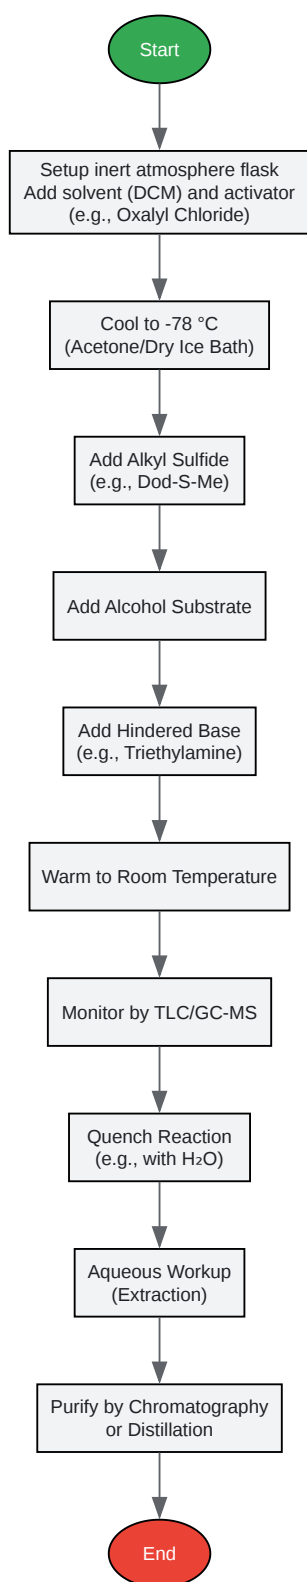 Start
Setup inert atmosphere flask
Add solvent (DCM) and activator
(e.g., Oxalyl Chloride)
Cool to -78 °C
(Acetone/Dry Ice Bath)
Add Alkyl Sulfide
(e.g., Dod-S-Me)
Add Alcohol Substrate
Add Hindered Base
(e.g., Triethylamine)
Warm to Room Temperature
Monitor by TLC/GC-MS
Quench Reaction
(e.g., with H₂O)
Aqueous Workup
(Extraction)
Purify by Chromatography
or Distillation
End